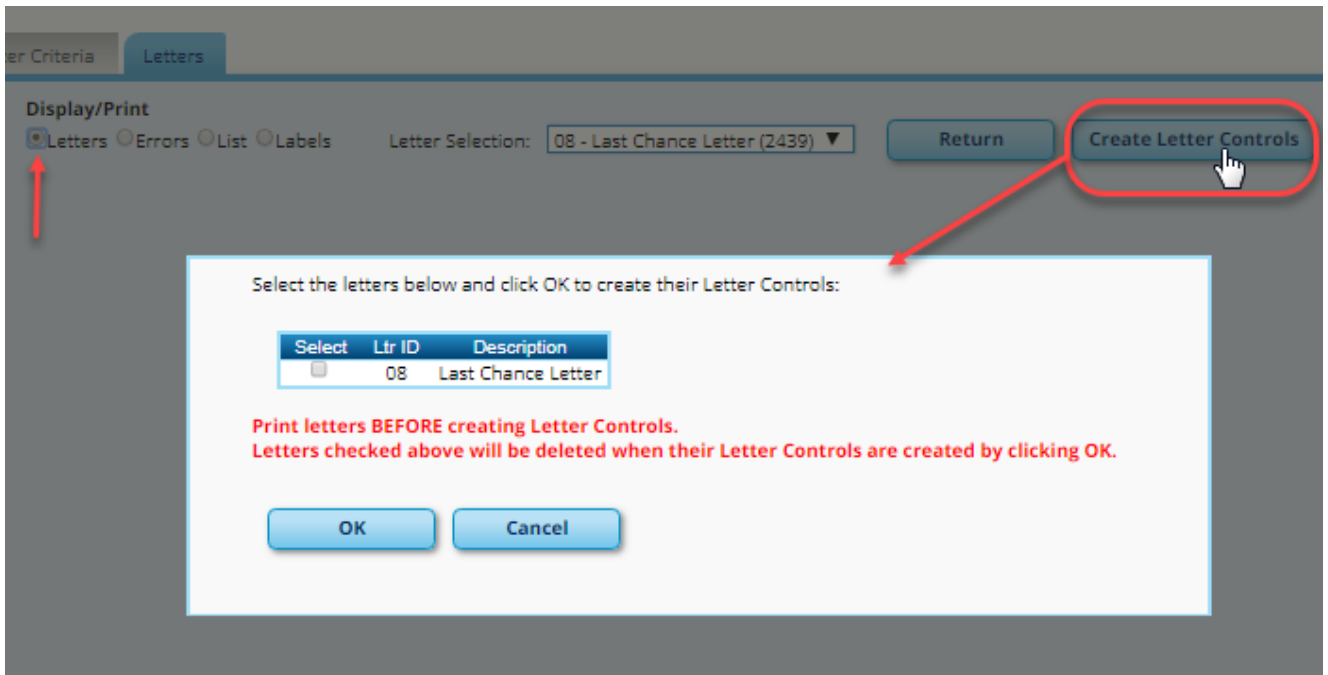 er Criteria Letters
Display/Print
Letters Errors List Labels Letter Selection: 08 - Last Chance Letter (2439) Return Create Letter Controls
Select the letters below and click OK to create their Letter Controls:
Select Ltr ID Description
08 Last Chance Letter
Print letters BEFORE creating Letter Controls.
Letters checked above will be deleted when their Letter Controls are created by clicking OK.
OK Cancel